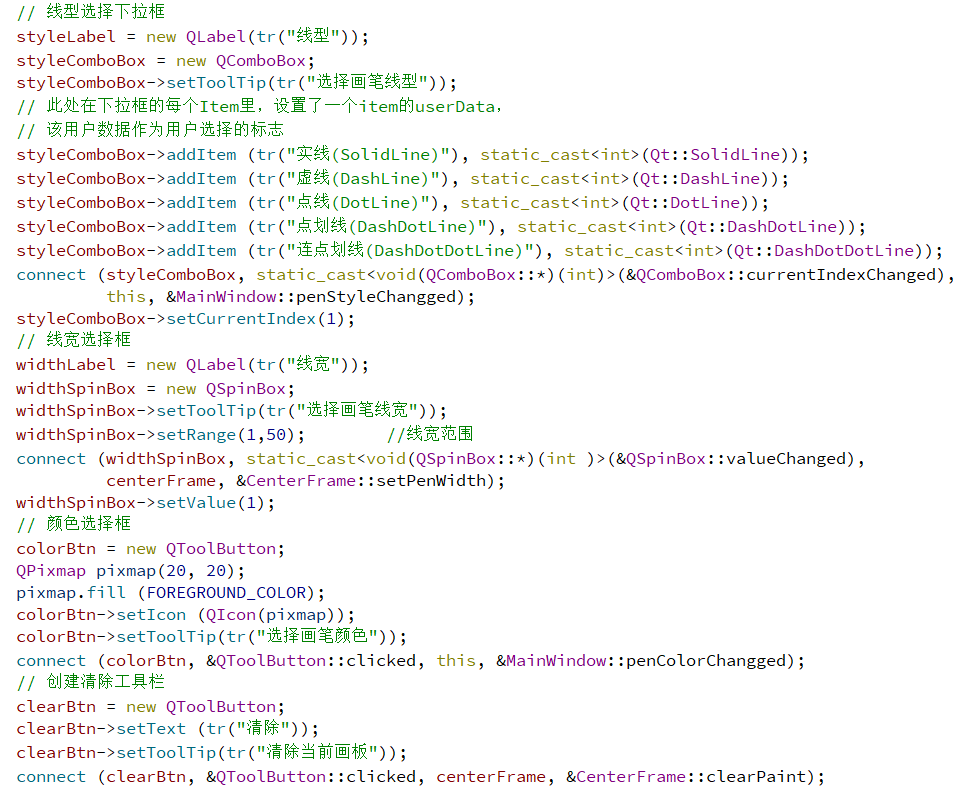 // 线型选择下拉框
styleLabel = new QLabel(tr("线型"));
styleComboBox = new QComboBox;
styleComboBox->setToolTip(tr("选择画笔线型"));
// 此处在下拉框的每个Item里，设置了一个item的userData，
// 该用户数据作为用户选择的标志
styleComboBox->addItem (tr("实线(SolidLine)"), static_cast<int>(Qt::SolidLine));
styleComboBox->addItem (tr("虚线(DashLine)"), static_cast<int>(Qt::DashLine));
styleComboBox->addItem (tr("点线(DotLine)"), static_cast<int>(Qt::DotLine));
styleComboBox->addItem (tr("点划线(DashDotLine)"), static_cast<int>(Qt::DashDotLine));
styleComboBox->addItem (tr("连点划线(DashDotDotLine)"), static_cast<int>(Qt::DashDotDotLine));
connect (styleComboBox, static_cast<void(QComboBox::*)(int)>(&QComboBox::currentIndexChanged),
         this, &MainWindow::penStyleChangged);
styleComboBox->setCurrentIndex(1);
// 线宽选择框
widthLabel = new QLabel(tr("线宽"));
widthSpinBox = new QSpinBox;
widthSpinBox->setToolTip(tr("选择画笔线宽"));
widthSpinBox->setRange(1,50);        //线宽范围
connect (widthSpinBox, static_cast<void(QSpinBox::*)(int )>(&QSpinBox::valueChanged),
         centerFrame, &CenterFrame::setPenWidth);
widthSpinBox->setValue(1);
// 颜色选择框
colorBtn = new QToolButton;
QPixmap pixmap(20, 20);
pixmap.fill (FOREGROUND_COLOR);
colorBtn->setIcon (QIcon(pixmap));
colorBtn->setToolTip(tr("选择画笔颜色"));
connect (colorBtn, &QToolButton::clicked, this, &MainWindow::penColorChangged);
// 创建清除工具栏
clearBtn = new QToolButton;
clearBtn->setText (tr("清除"));
clearBtn->setToolTip(tr("清除当前画板"));
connect (clearBtn, &QToolButton::clicked, centerFrame, &CenterFrame::clearPaint);